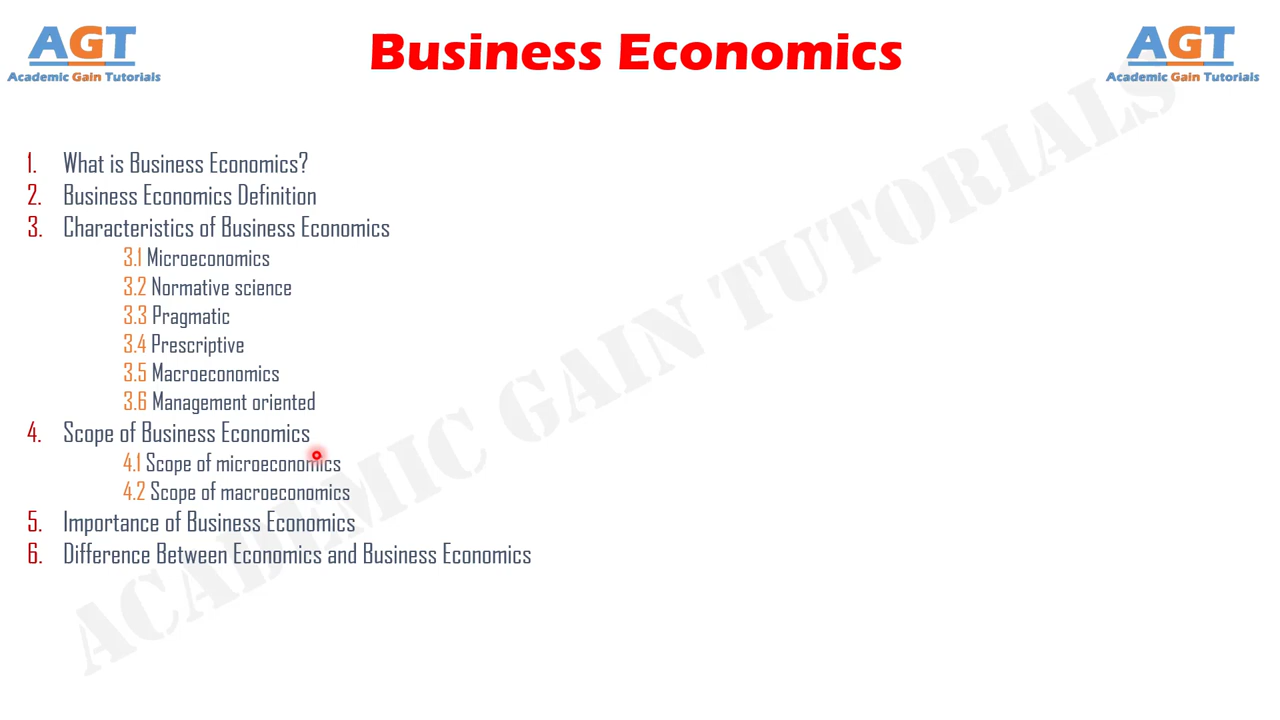 AGT
Academic Gain Tutorials
Business Economics
AGT
Academic Gain Tutorials
1. What is Business Economics?
2. Business Economics Definition
3. Characteristics of Business Economics
3.1 Microeconomics
3.2 Normative science
3.3 Pragmatic
3.4 Prescriptive
3.5 Macroeconomics
3.6 Management oriented
4. Scope of Business Economics
4.1 Scope of microeconomics
4.2 Scope of macroeconomics
5. Importance of Business Economics
6. Difference Between Economics and Business Economics
ACADEMIC GAIN TUTORIALS